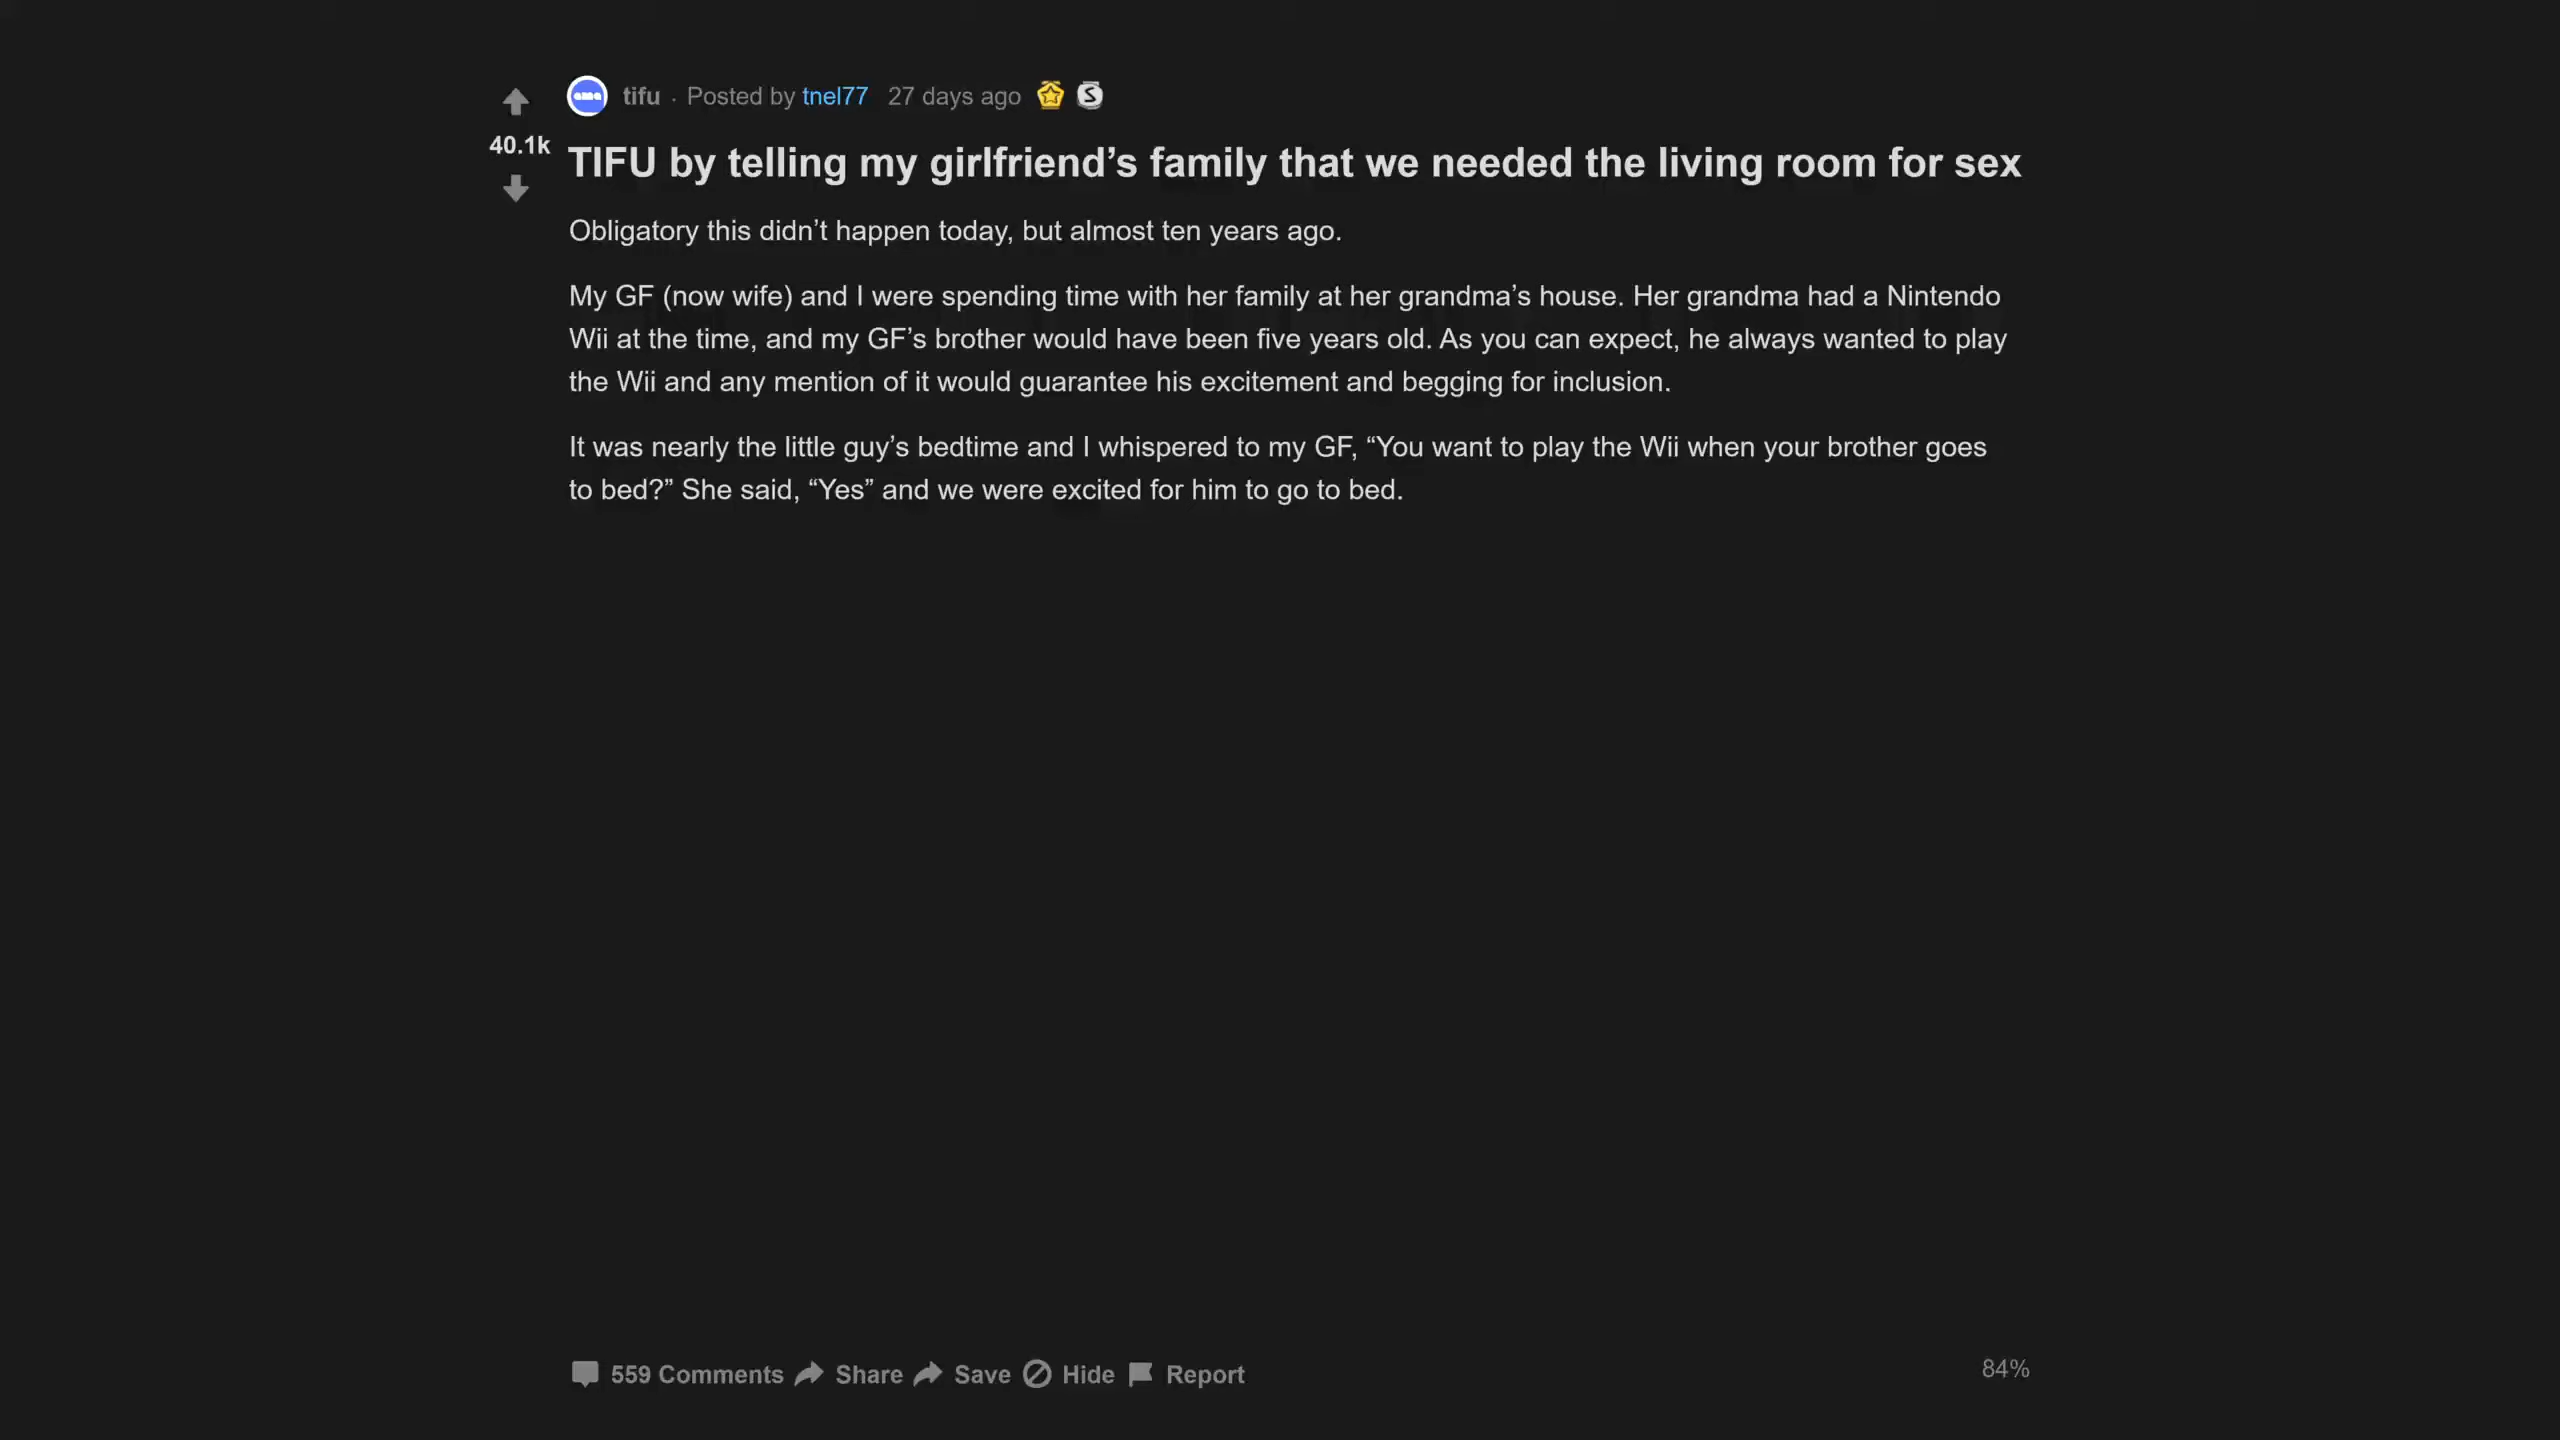 tifu · Posted by tnel77 27 days ago
40.1k
TIFU by telling my girlfriend’s family that we needed the living room for sex
Obligatory this didn’t happen today, but almost ten years ago.
My GF (now wife) and I were spending time with her family at her grandma’s house. Her grandma had a Nintendo
Wii at the time, and my GF’s brother would have been five years old. As you can expect, he always wanted to play
the Wii and any mention of it would guarantee his excitement and begging for inclusion.
It was nearly the little guy’s bedtime and I whispered to my GF, “You want to play the Wii when your brother goes
to bed?” She said, “Yes” and we were excited for him to go to bed.
559 Comments Share Save Hide Report
84%